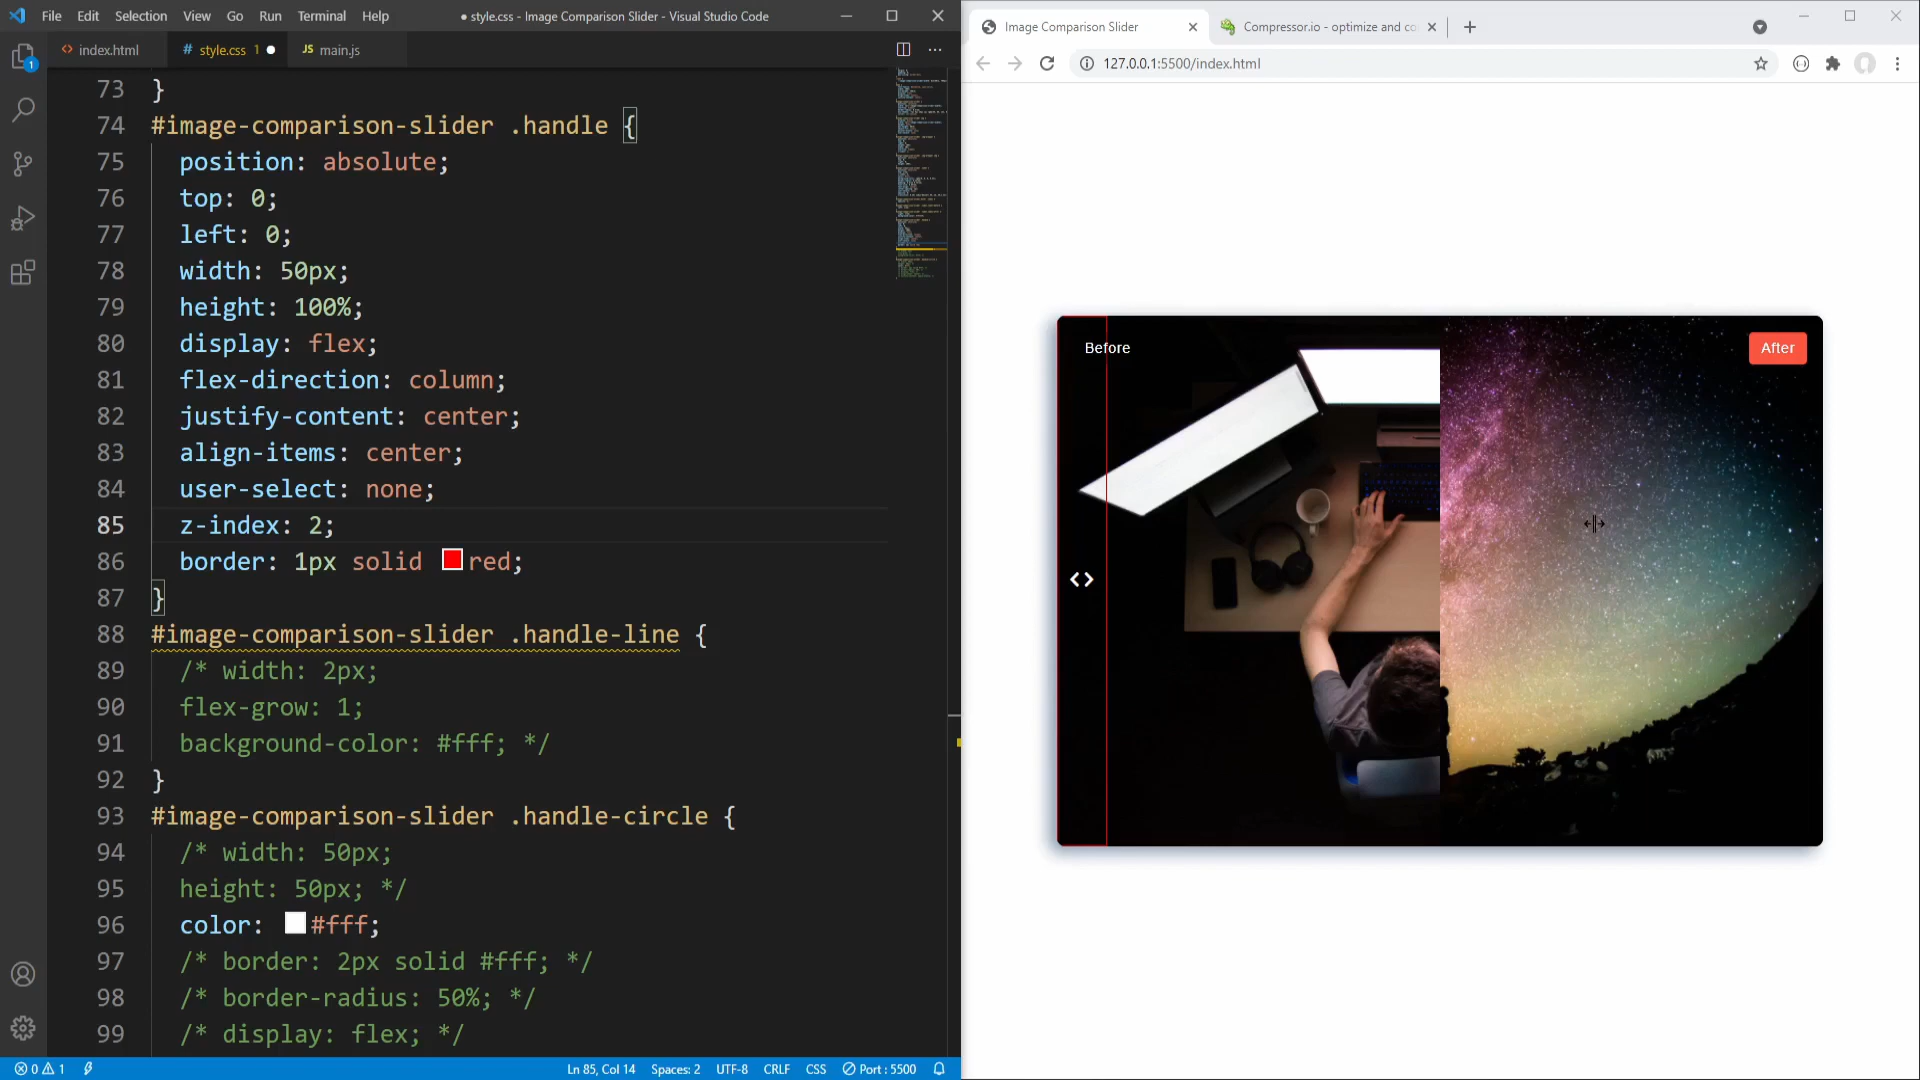 File Edit Selection View Go Run Terminal Help
● style.css - Image Comparison Slider - Visual Studio Code
<> index.html
# style.css 1 ●
JS main.js
73 }
74 #image-comparison-slider .handle {
75 position: absolute;
76 top: 0;
77 left: 0;
78 width: 50px;
79 height: 100%;
80 display: flex;
81 flex-direction: column;
82 justify-content: center;
83 align-items: center;
84 user-select: none;
85 z-index: 2;
86 border: 1px solid red;
87 }
88 #image-comparison-slider .handle-line {
89 /* width: 2px;
90 flex-grow: 1;
91 background-color: #fff; */
92 }
93 #image-comparison-slider .handle-circle {
94 /* width: 50px;
95 height: 50px; */
96 color: #fff;
97 /* border: 2px solid #fff; */
98 /* border-radius: 50%; */
99 /* display: flex; */
1
0 1 Ln 85, Col 14 Spaces: 2 UTF-8 CRLF CSS Port : 5500
Image Comparison Slider
Compressor.io - optimize and co
127.0.0.1:5500/index.html
Before
After